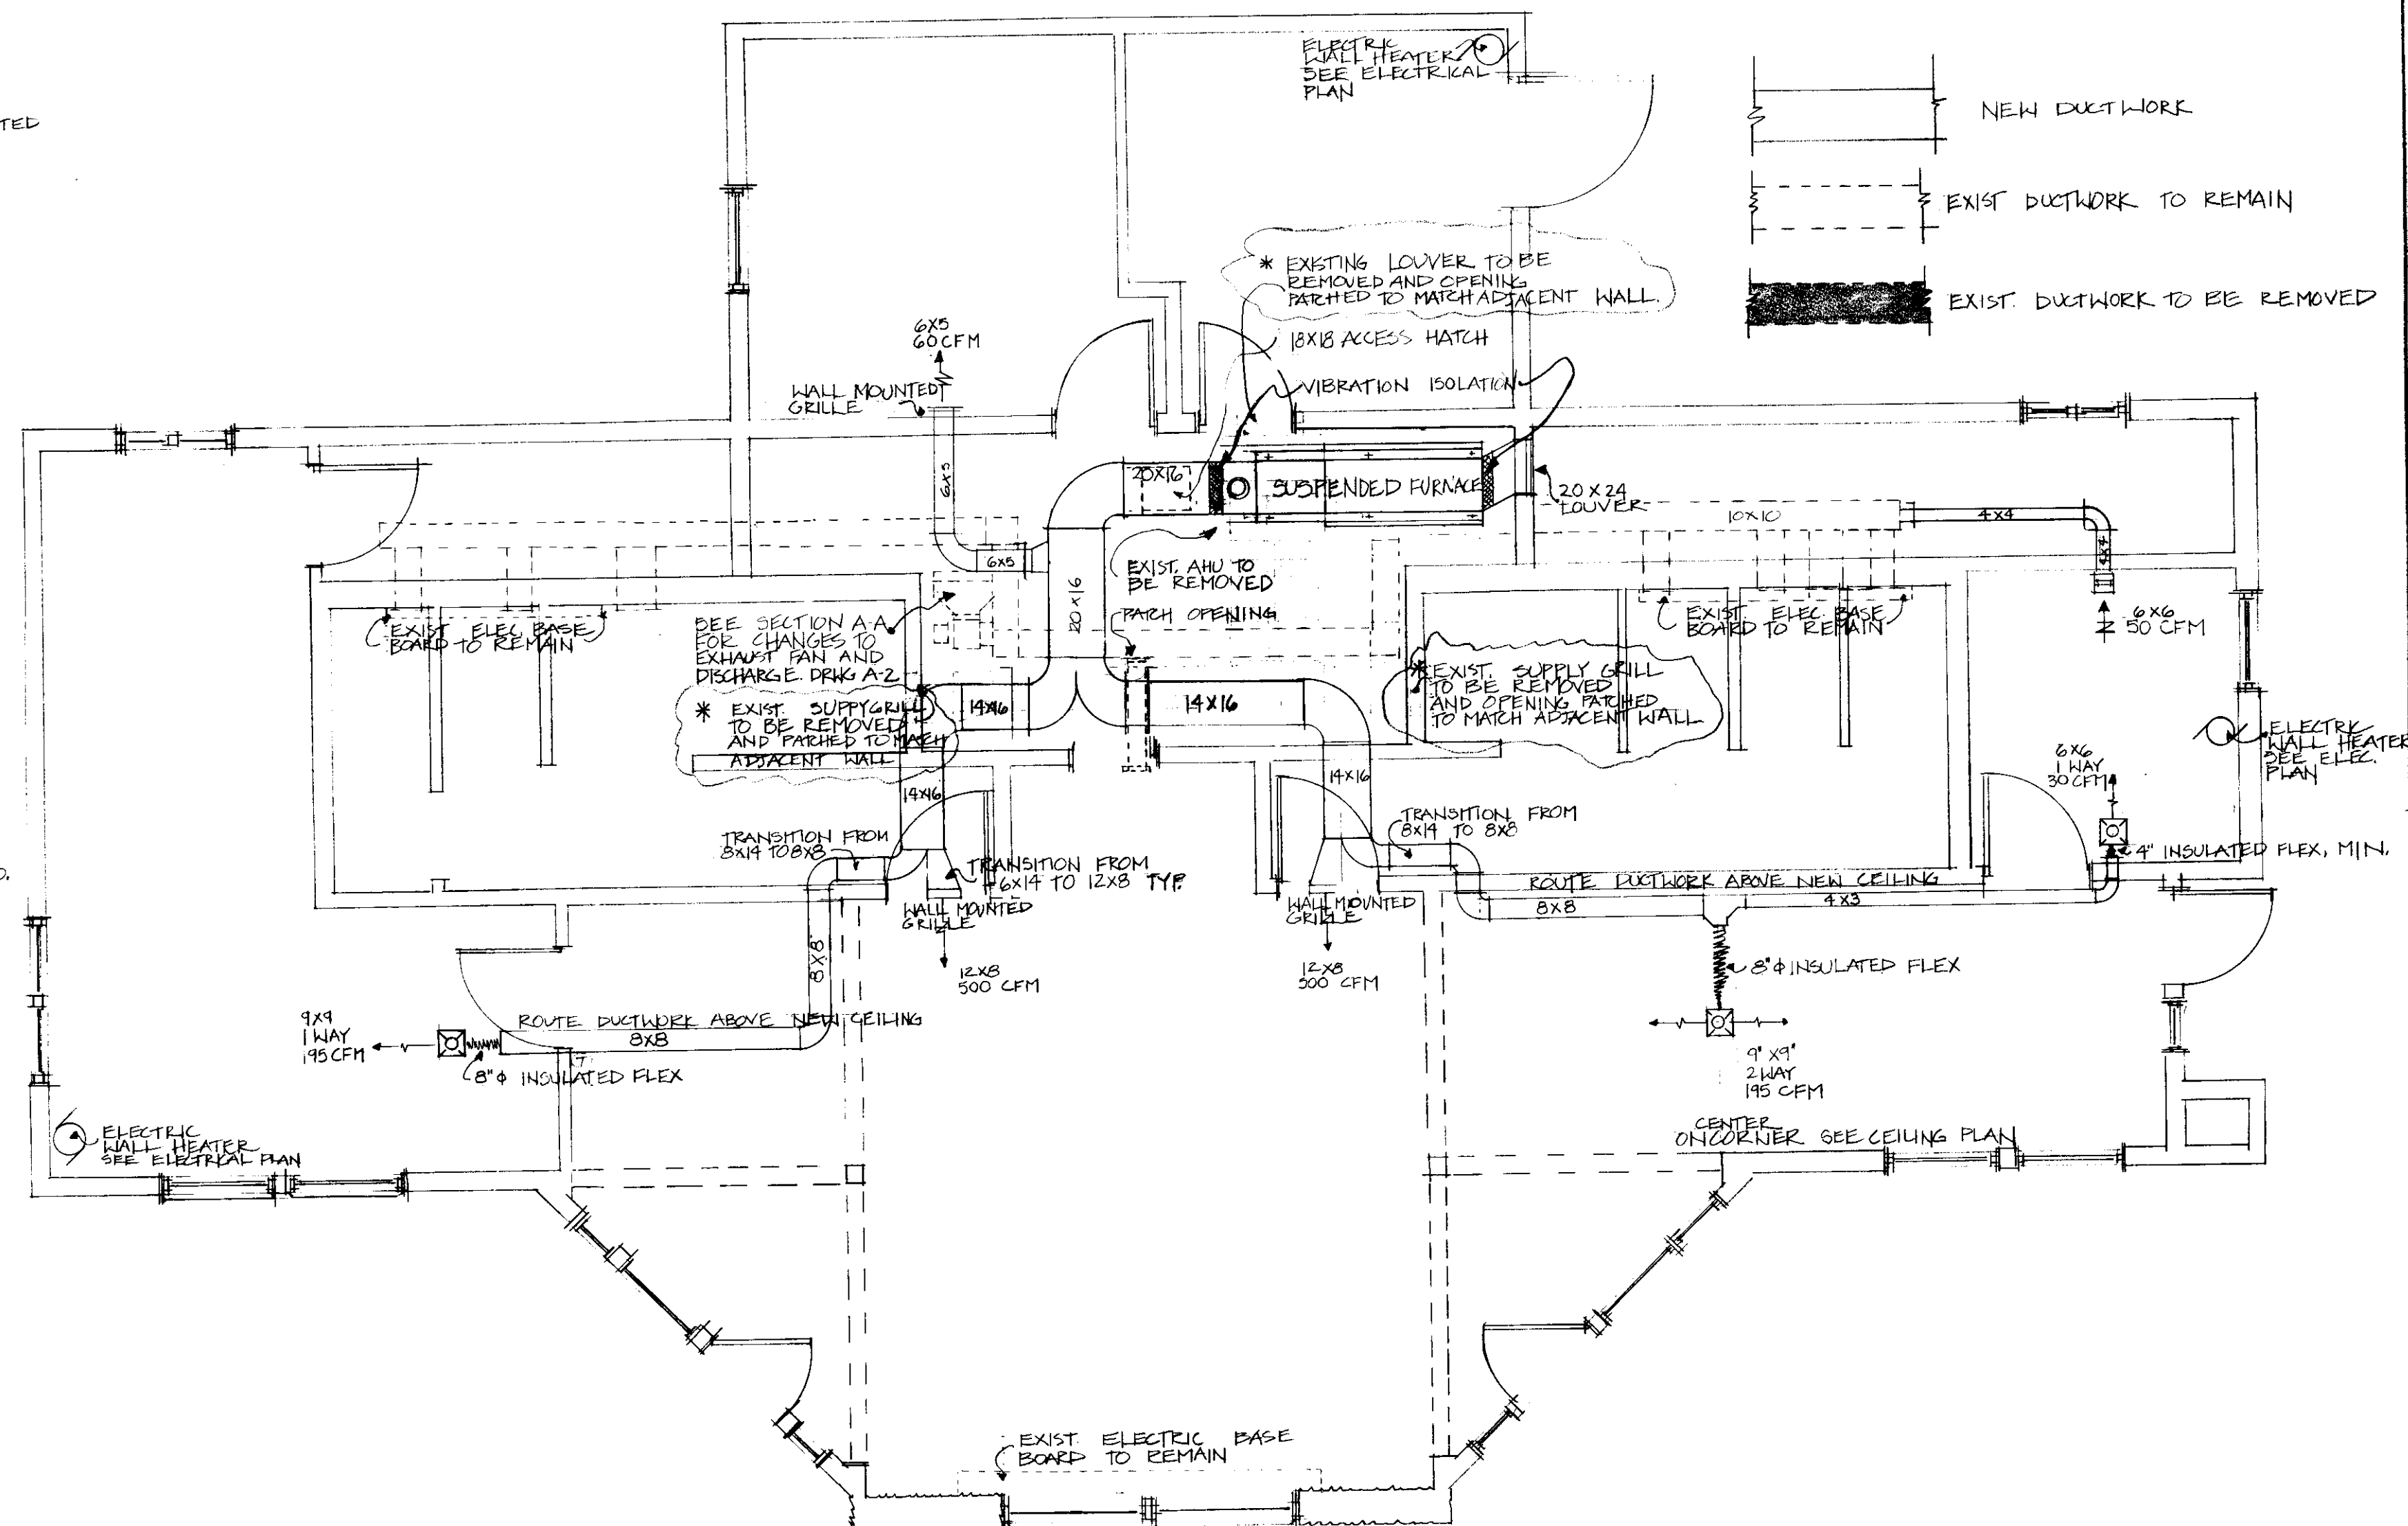 TED
ELECTRIC
WALL HEATER
SEE ELECTRICAL
PLAN
NEW DUCTWORK
EXIST DUCTWORK TO REMAIN
EXIST. DUCTWORK TO BE REMOVED
* EXISTING LOUVER TO BE
REMOVED AND OPENING
PATCHED TO MATCH ADJACENT WALL.
18X18 ACCESS HATCH
VIBRATION ISOLATION
6X5
60 CFM
WALL MOUNTED
GRILLE
6X5
20X16
SUSPENDED FURNACE
20 X 24
LOUVER
10X10
4X4
4X4
6X5
20X16
EXIST. AHU TO
BE REMOVED
PATCH OPENING
EXIST ELEC BASE
BOARD TO REMAIN
SEE SECTION A-A
FOR CHANGES TO
EXHAUST FAN AND
DISCHARGE. DRWG A-2
* EXIST. SUPPY GRILL
TO BE REMOVED
AND PATCHED TO MATCH
ADJACENT WALL
14X16
14X16
* EXIST. SUPPLY GRILL
TO BE REMOVED
AND OPENING PATCHED
TO MATCH ADJACENT WALL
EXIST. ELEC BASE
BOARD TO REMAIN
6X6
50 CFM
ELECTRIC
WALL HEATER
SEE ELEC.
PLAN
6X6
1 WAY
30 CFM
14X16
14X16
TRANSITION FROM
8X14 TO 8X8
TRANSITION FROM
6X14 TO 12X8 TYP.
TRANSITION FROM
8X14 TO 8X8
4" INSULATED FLEX, MIN.
O.
WALL MOUNTED
GRILLE
WALL MOUNTED
GRILLE
ROUTE DUCTWORK ABOVE NEW CEILING
8X8
4X3
8X8
12X8
500 CFM
12X8
500 CFM
8"φ INSULATED FLEX
9X9
1 WAY
195 CFM
ROUTE DUCTWORK ABOVE NEW CEILING
8X8
8"φ INSULATED FLEX
9" X9"
2 WAY
195 CFM
ELECTRIC
WALL HEATER
SEE ELECTRICAL PLAN
CENTER
ON CORNER SEE CEILING PLAN
EXIST. ELECTRIC BASE
BOARD TO REMAIN